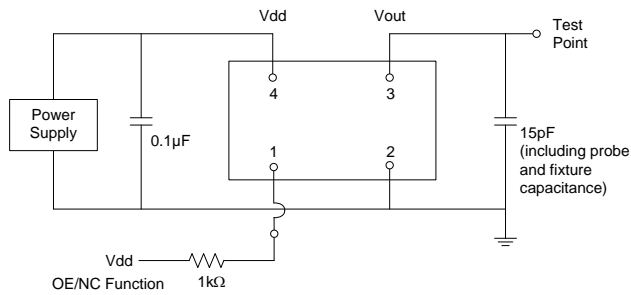 Vdd
Vout
Test
Point
4
3
Power
Supply
0.1µF
1
2
15pF
(including probe
and fixture
capacitance)
Vdd
1kΩ
OE/NC Function